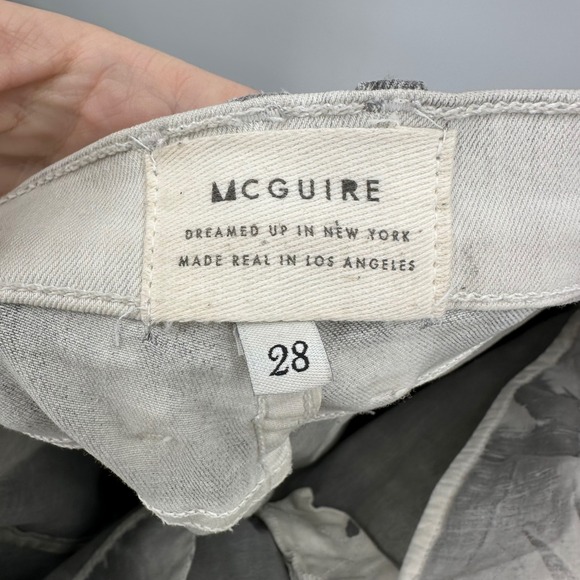 MCGUIRE
DREAMED UP IN NEW YORK
MADE REAL IN LOS ANGELES
28